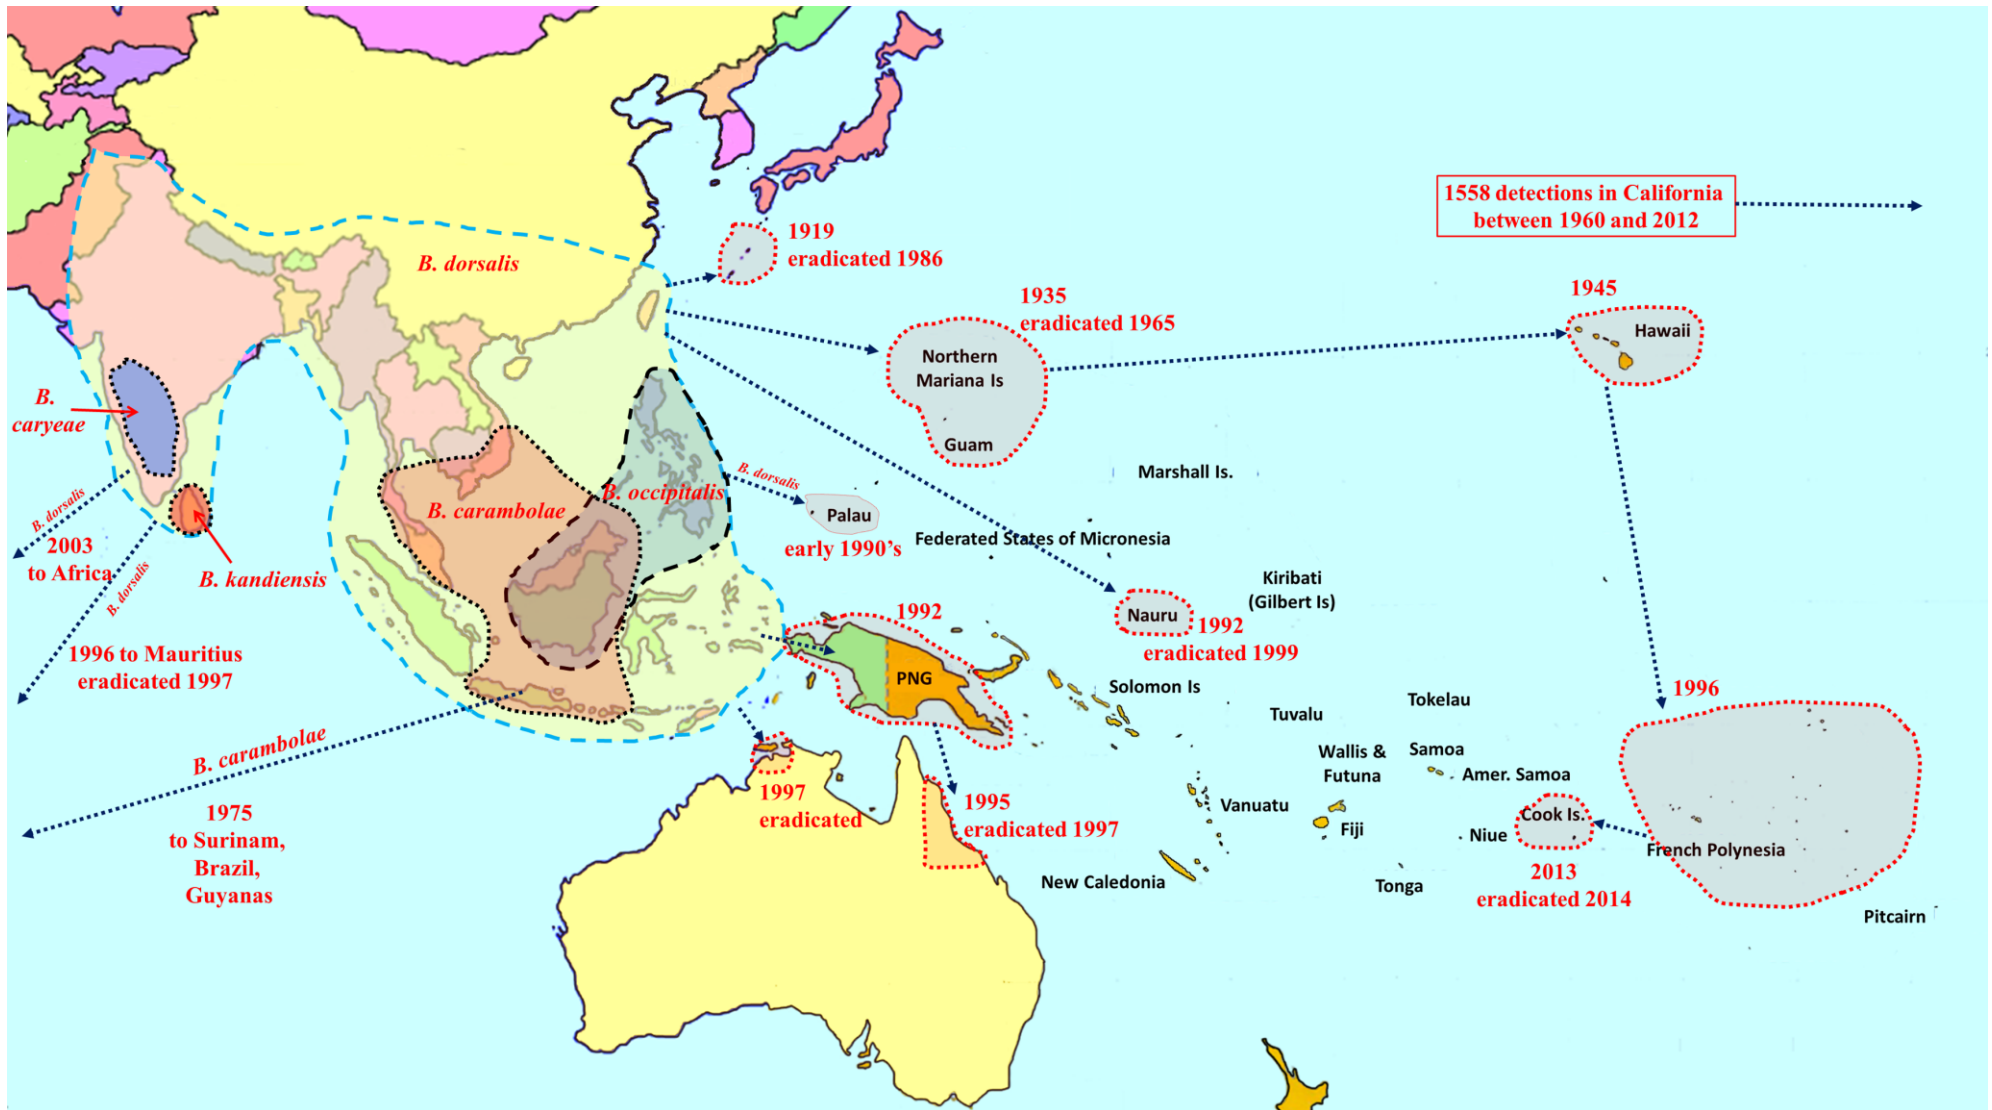 1558 detections in California
between 1960 and 2012
B. dorsalis
1919
eradicated 1986
1935
eradicated 1965
1945
Hawaii
Northern
Mariana Is
Guam
B.
caryeae
B. dorsalis
2003
to Africa
B. dorsalis
B. kandiensis
B. carambolae
B. occipitalis
B. dorsalis
Palau
early 1990's
Marshall Is.
Federated States of Micronesia
Kiribati
(Gilbert Is)
Nauru
1992
eradicated 1999
1992
PNG
Solomon Is
1996 to Mauritius
eradicated 1997
B. carambolae
1975
to Surinam,
Brazil,
Guyanas
1997
eradicated
1995
eradicated 1997
Tuvalu
Tokelau
Wallis &
Futuna
Samoa
Amer. Samoa
Vanuatu
Fiji
Niue
Cook Is.
2013
eradicated 2014
1996
French Polynesia
New Caledonia
Tonga
Pitcairn